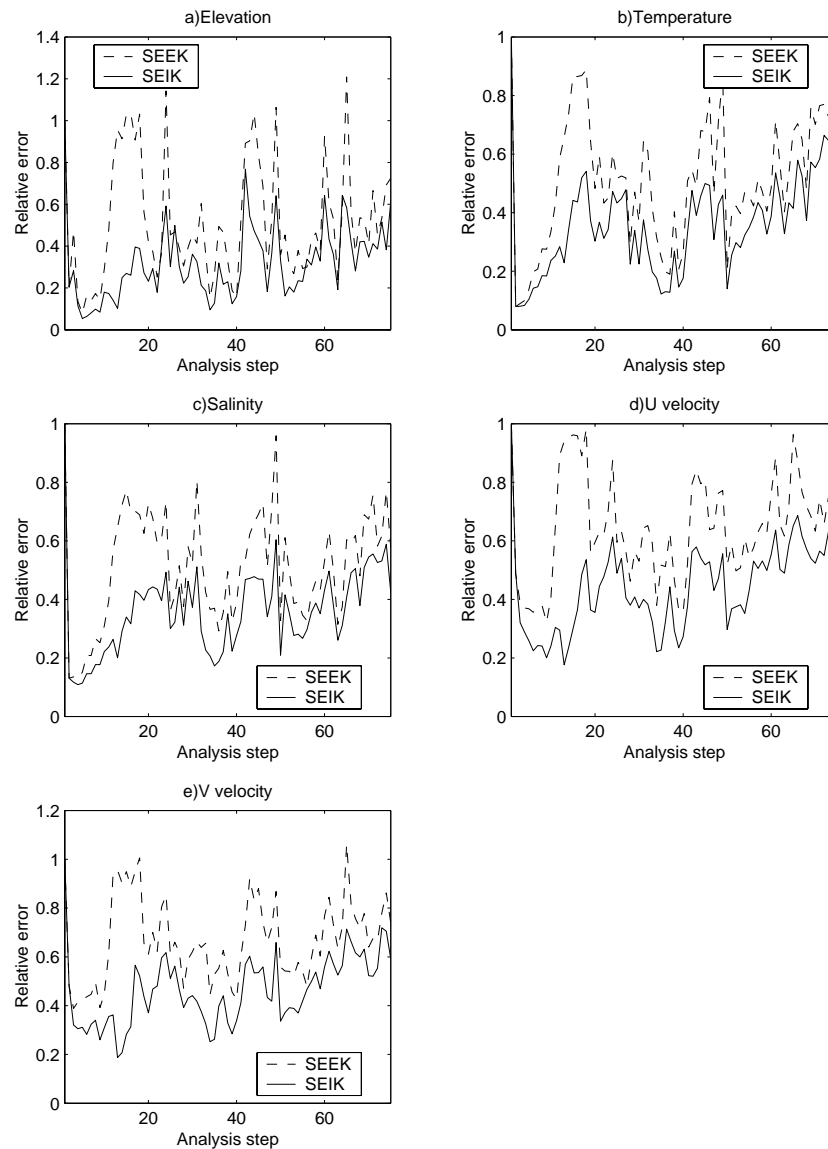 a)Elevation
1.4
1.2
1
0.8
0.6
0.4
0.2
0
Relative error
SEEK
SEIK
20
40
60
Analysis step
b)Temperature
1
0.8
0.6
0.4
0.2
0
Relative error
SEEK
SEIK
20
40
60
Analysis step
c)Salinity
1
0.8
0.6
0.4
0.2
0
Relative error
SEEK
SEIK
20
40
60
Analysis step
d)U velocity
1
0.8
0.6
0.4
0.2
0
Relative error
SEEK
SEIK
20
40
60
Analysis step
e)V velocity
1.2
1
0.8
0.6
0.4
0.2
0
Relative error
SEEK
SEIK
20
40
60
Analysis step